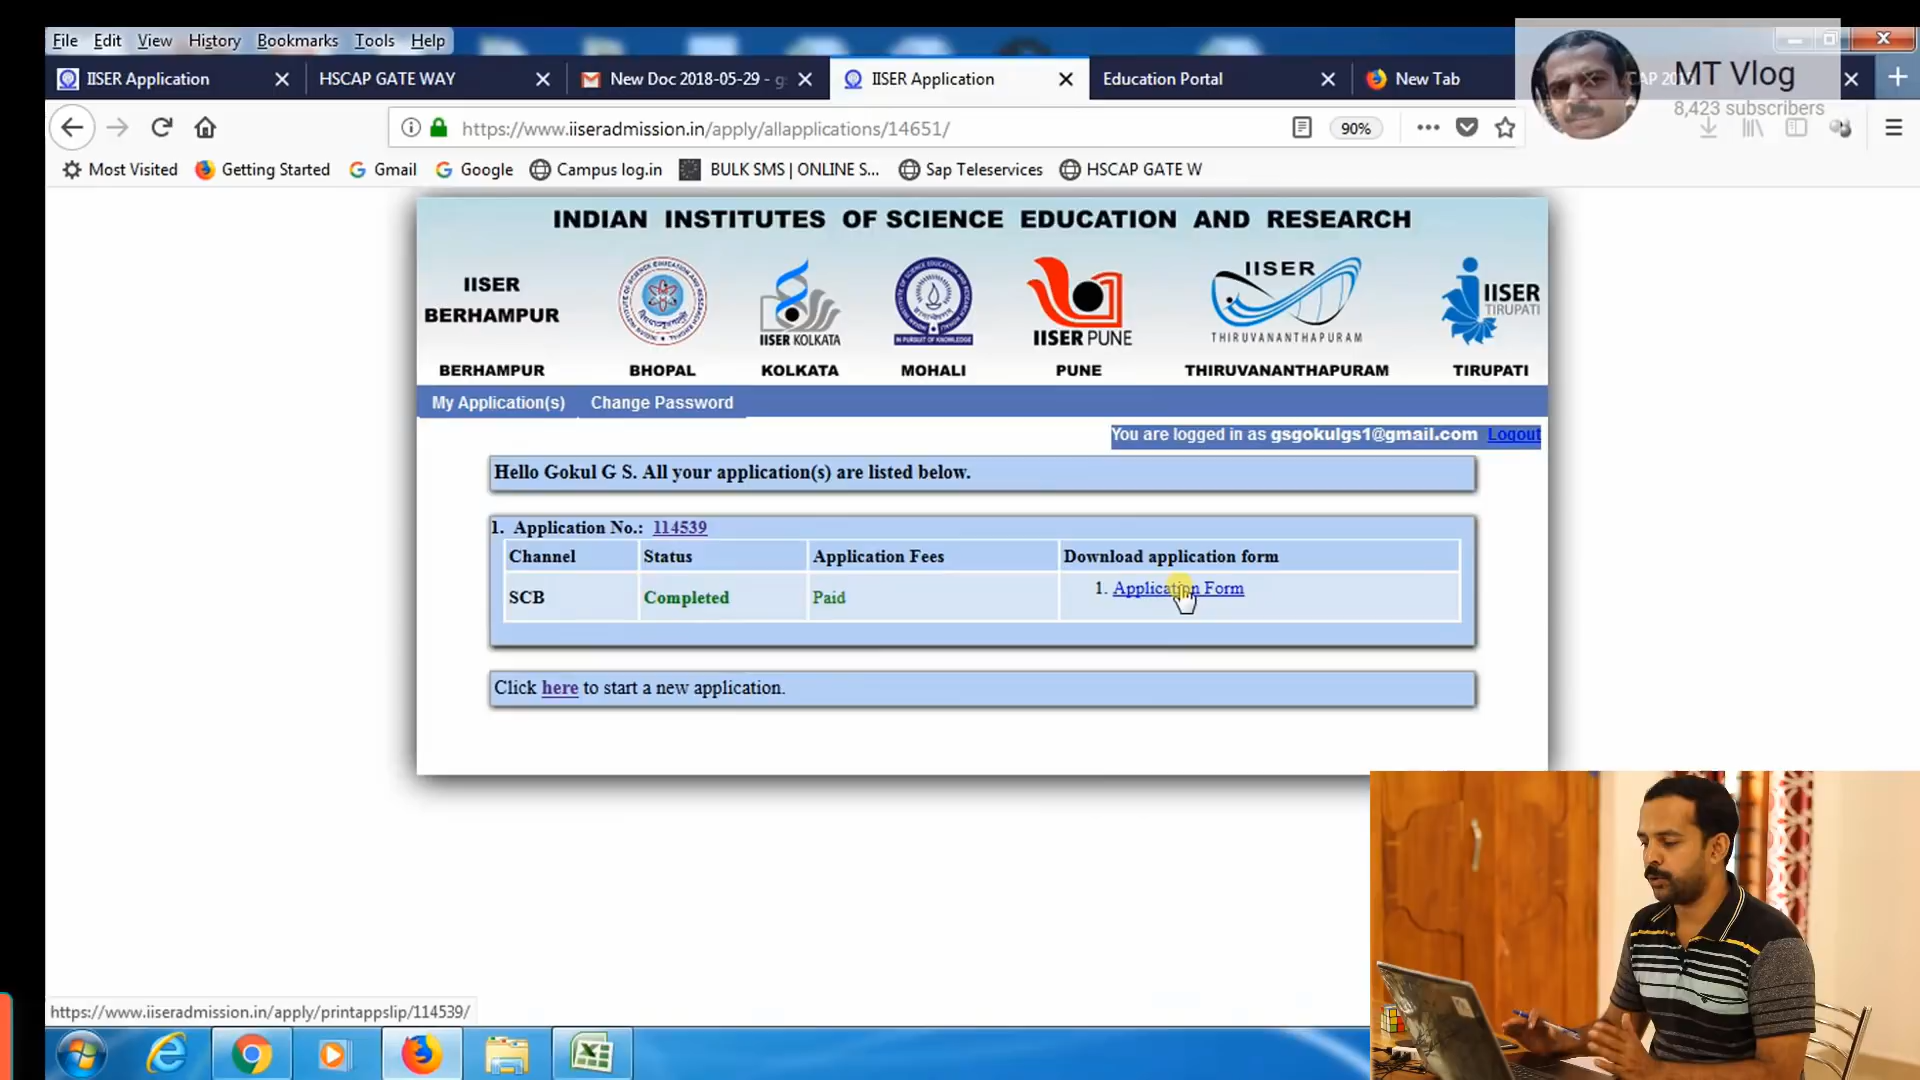 File Edit View History Bookmarks Tools Help
IISER Application HSCAP GATE WAY New Doc 2018-05-29 - g IISER Application Education Portal New Tab
MT Vlog
8,423 subscribers
https://www.iiseradmission.in/apply/allapplications/14651/ 90%
Most Visited Getting Started Gmail Google Campus log.in BULK SMS | ONLINE S... Sap Teleservices HSCAP GATE W
INDIAN INSTITUTES OF SCIENCE EDUCATION AND RESEARCH
IISER BERHAMPUR
IISER KOLKATA
IN PURSUIT OF KNOWLEDGE
IISER PUNE
IISER THIRUVANANTHAPURAM
IISER TIRUPATI
BERHAMPUR BHOPAL KOLKATA MOHALI PUNE THIRUVANANTHAPURAM TIRUPATI
My Application(s) Change Password
You are logged in as gsgokulgs1@gmail.com Logout
Hello Gokul G S. All your application(s) are listed below.
1. Application No.: 114539
Channel Status Application Fees Download application form
SCB Completed Paid 1. Application Form
Click here to start a new application.
https://www.iiseradmission.in/apply/printappslip/114539/